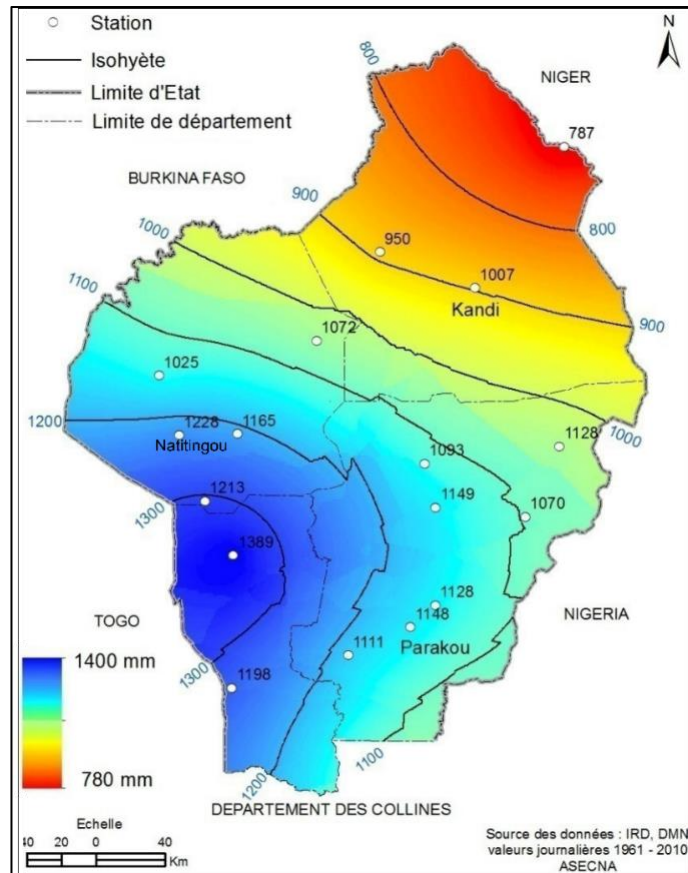 Station
Isohyète
Limite d'Etat
Limite de département
N
NIGER
BURKINA FASO
800
787
900
1000
950
800
1007
Kandi
1100
1072
900
1025
1200
1228
1165
1128
1000
Natitingou
1093
1149
1213
1070
1300
1389
1128
TOGO
NIGERIA
1148
1111
Parakou
1400 mm
1300
1198
1100
780 mm
1200
DEPARTEMENT DES COLLINES
Echelle
40 20 0 40
Km
Source des données : IRD, DMN
valeurs journalières 1961 - 2010
ASECNA